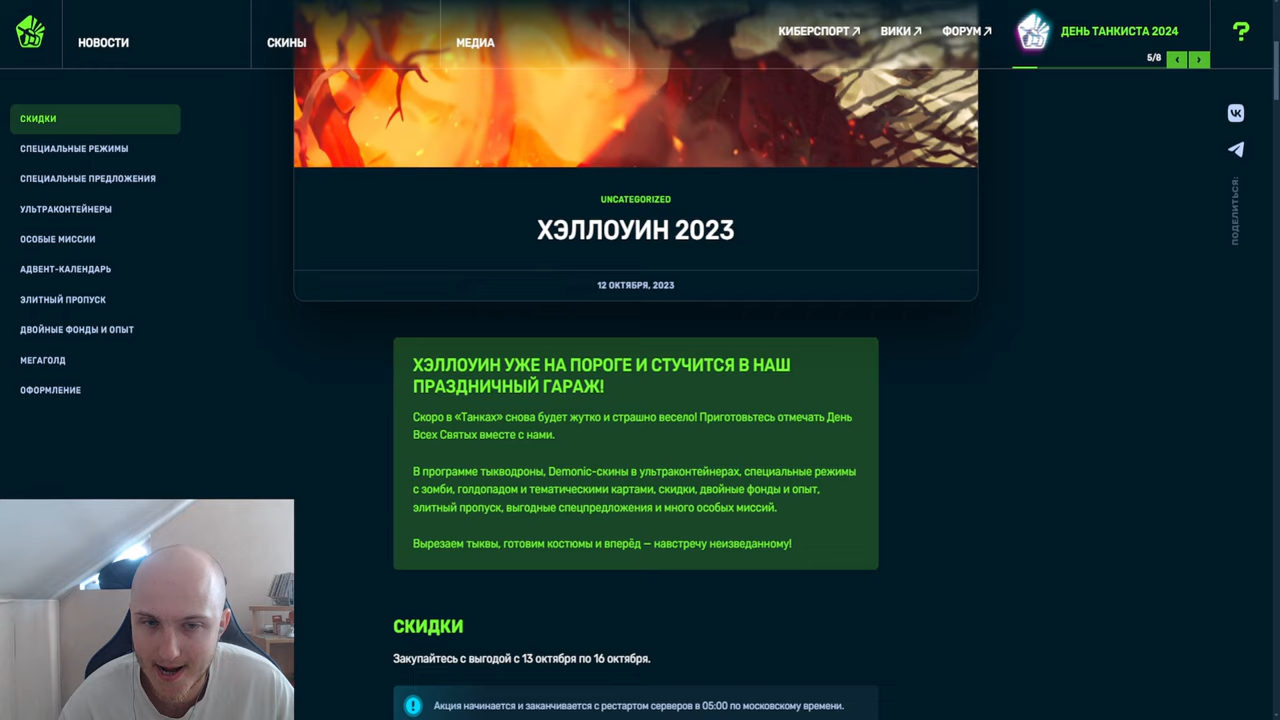 НОВОСТИ
СКИНЫ
МЕДИА
КИБЕРСПОРТ
ВИКИ
ФОРУМ
ДЕНЬ ТАНКИСТА 2024
?
5/8
‹ ›
СКИДКИ
СПЕЦИАЛЬНЫЕ РЕЖИМЫ
СПЕЦИАЛЬНЫЕ ПРЕДЛОЖЕНИЯ
УЛЬТРАКОНТЕЙНЕРЫ
ОСОБЫЕ МИССИИ
АДВЕНТ-КАЛЕНДАРЬ
ЭЛИТНЫЙ ПРОПУСК
ДВОЙНЫЕ ФОНДЫ И ОПЫТ
МЕГАГОЛД
ОФОРМЛЕНИЕ
ПОДЕЛИТЬСЯ:
UNCATEGORIZED
ХЭЛЛОУИН 2023
12 ОКТЯБРЯ, 2023
ХЭЛЛОУИН УЖЕ НА ПОРОГЕ И СТУЧИТСЯ В НАШ
ПРАЗДНИЧНЫЙ ГАРАЖ!
Скоро в «Танках» снова будет жутко и страшно весело! Приготовьтесь отмечать День
Всех Святых вместе с нами.
В программе тыкводроны, Demonic-скины в ультраконтейнерах, специальные режимы
с зомби, голдопадом и тематическими картами, скидки, двойные фонды и опыт,
элитный пропуск, выгодные спецпредложения и много особых миссий.
Вырезаем тыквы, готовим костюмы и вперёд — навстречу неизведанному!
СКИДКИ
Закупайтесь с выгодой с 13 октября по 16 октября.
Акция начинается и заканчивается с рестартом серверов в 05:00 по московскому времени.